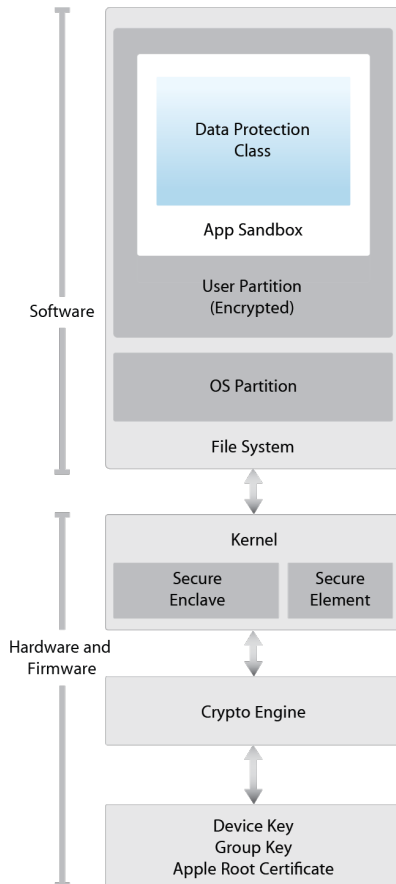 Data Protection
Class
App Sandbox
User Partition
(Encrypted)
Software
OS Partition
File System
Kernel
Secure
Enclave
Secure
Element
Hardware and
Firmware
Crypto Engine
Device Key
Group Key
Apple Root Certificate